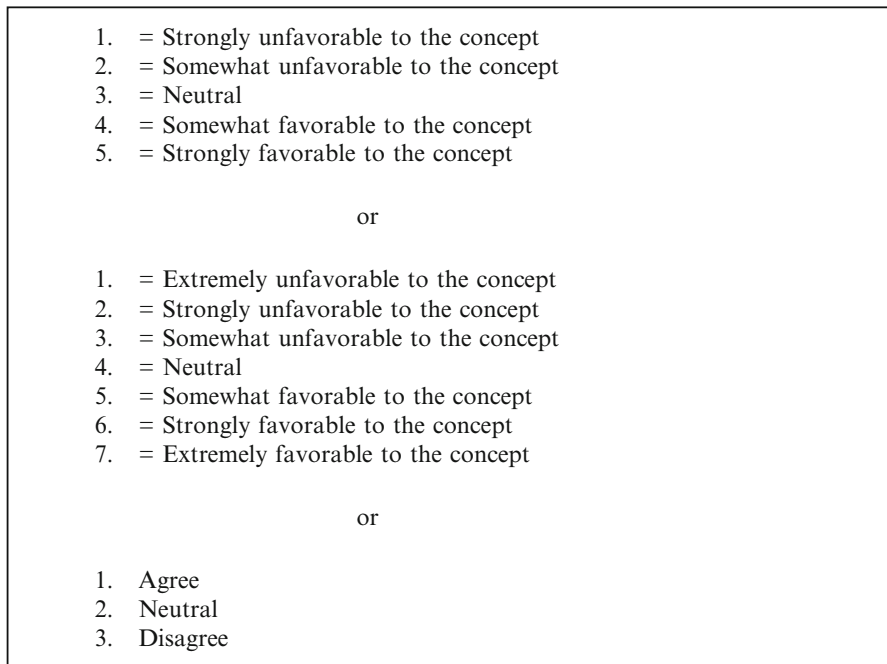 1. = Strongly unfavorable to the concept
2. = Somewhat unfavorable to the concept
3. = Neutral
4. = Somewhat favorable to the concept
5. = Strongly favorable to the concept
or
1. = Extremely unfavorable to the concept
2. = Strongly unfavorable to the concept
3. = Somewhat unfavorable to the concept
4. = Neutral
5. = Somewhat favorable to the concept
6. = Strongly favorable to the concept
7. = Extremely favorable to the concept
or
1. Agree
2. Neutral
3. Disagree